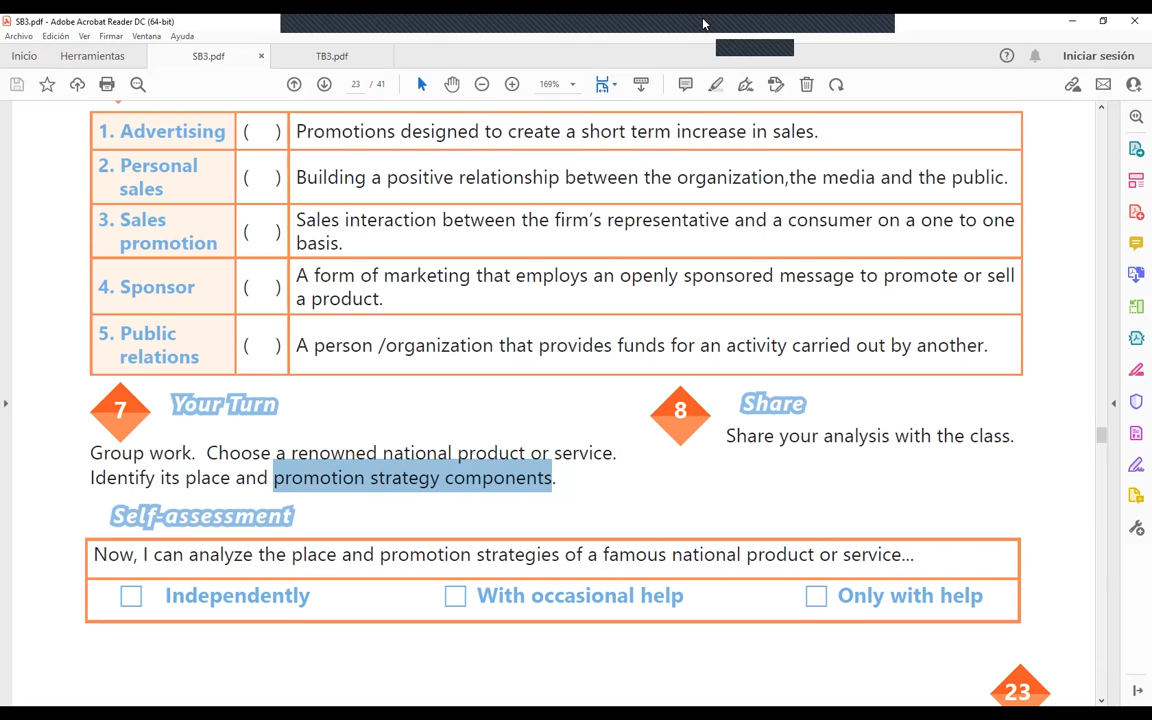 SB3.pdf - Adobe Acrobat Reader DC (64-bit)
Archivo Edición Ver Firmar Ventana Ayuda
Inicio Herramientas SB3.pdf × TB3.pdf Iniciar sesión
23 / 41 169%
1. Advertising ( ) Promotions designed to create a short term increase in sales.
2. Personal sales ( ) Building a positive relationship between the organization,the media and the public.
3. Sales promotion ( ) Sales interaction between the firm's representative and a consumer on a one to one
basis.
4. Sponsor ( ) A form of marketing that employs an openly sponsored message to promote or sell
a product.
5. Public relations ( ) A person /organization that provides funds for an activity carried out by another.
7 Your Turn
Group work. Choose a renowned national product or service.
Identify its place and promotion strategy components.
8 Share
Share your analysis with the class.
Self-assessment
Now, I can analyze the place and promotion strategies of a famous national product or service...
Independently With occasional help Only with help
23